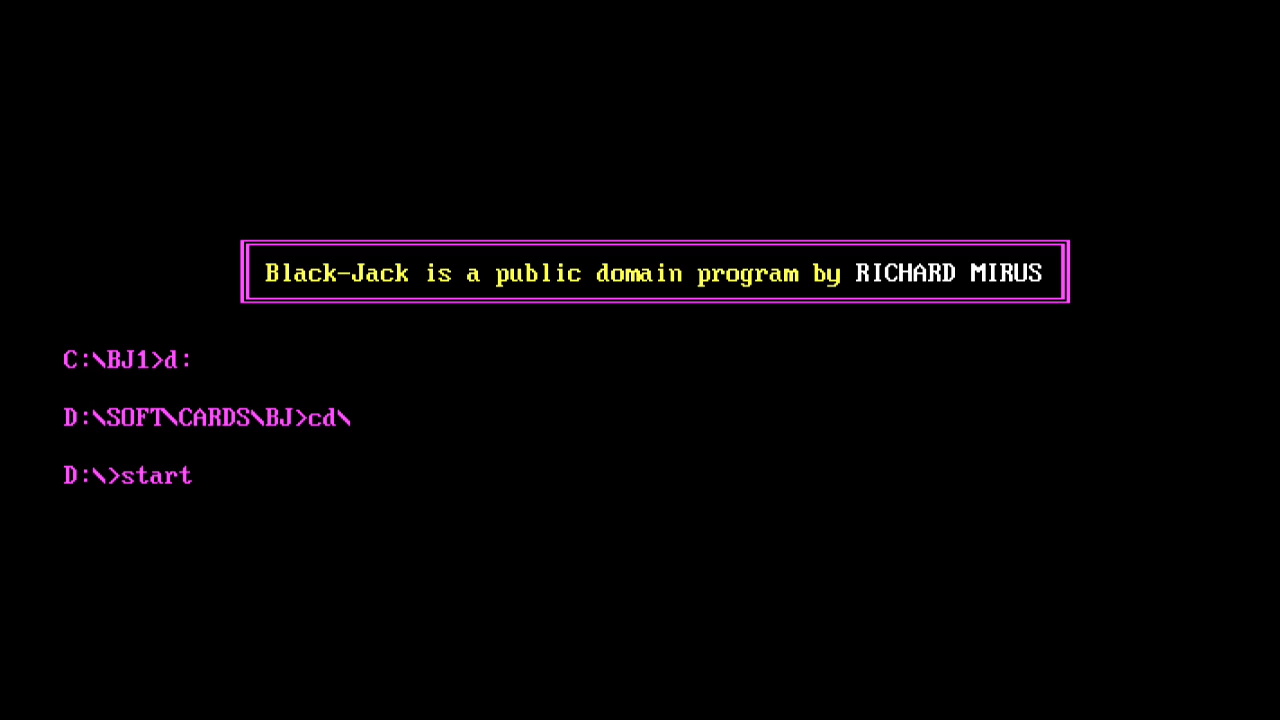 Black-Jack is a public domain program by RICHARD MIRUS
C:\BJ1>d:
D:\SOFT\CARDS\BJ>cd\
D:\>start